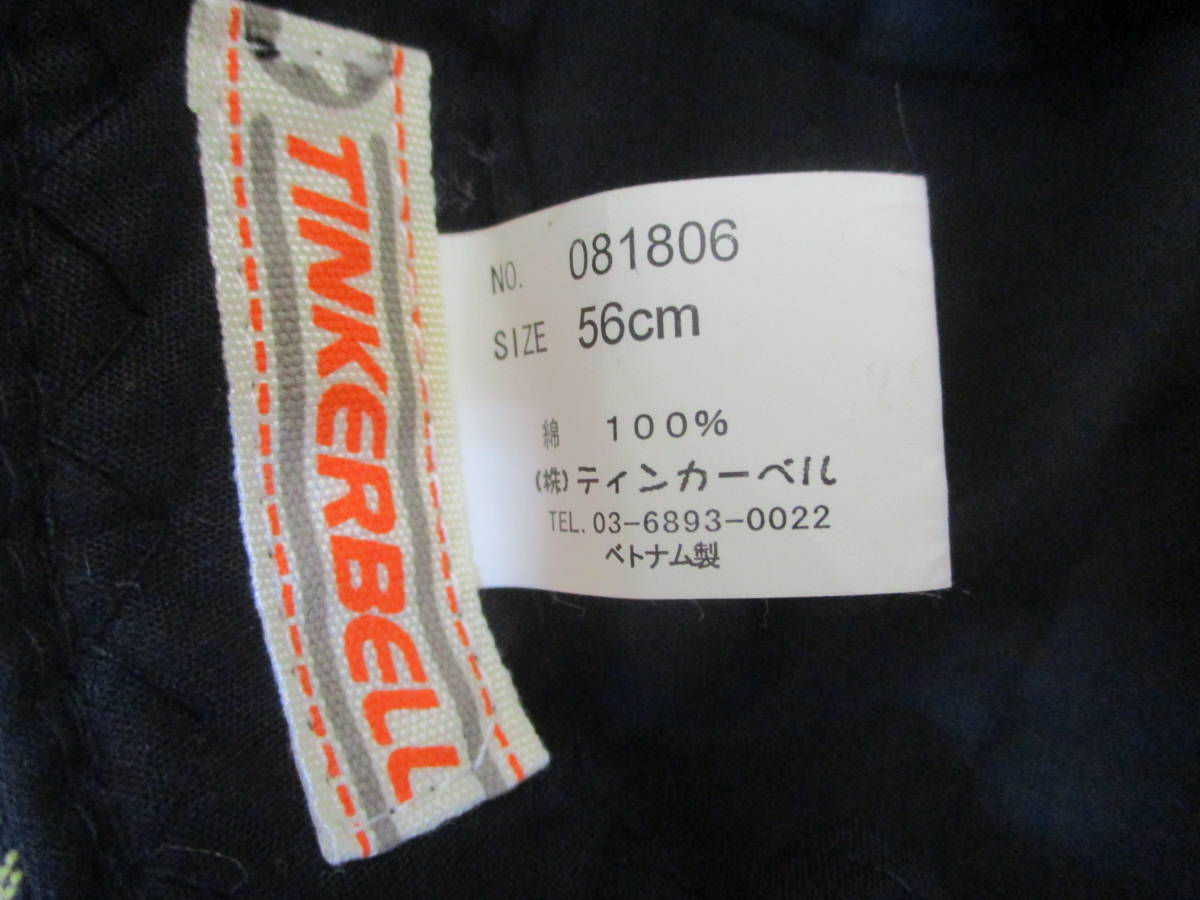 TINKERBELL
NO. 081806
SIZE 56cm
綿 100%
(株)ティンカーベル
TEL.03-6893-0022
ベトナム製